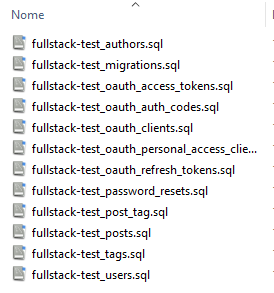 Nome
fullstack-test_authors.sql
fullstack-test_migrations.sql
fullstack-test_oauth_access_tokens.sql
fullstack-test_oauth_auth_codes.sql
fullstack-test_oauth_clients.sql
fullstack-test_oauth_personal_access_clie...
fullstack-test_oauth_refresh_tokens.sql
fullstack-test_password_resets.sql
fullstack-test_post_tag.sql
fullstack-test_posts.sql
fullstack-test_tags.sql
fullstack-test_users.sql